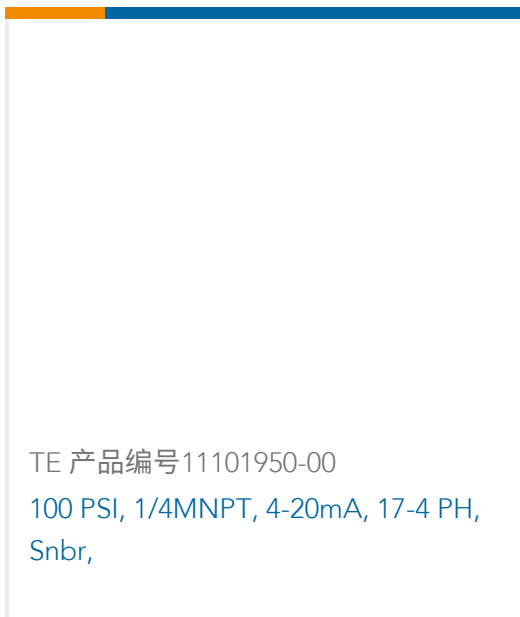 TE 产品编号11101950-00
100 PSI, 1/4MNPT, 4-20mA, 17-4 PH,
Snbr,